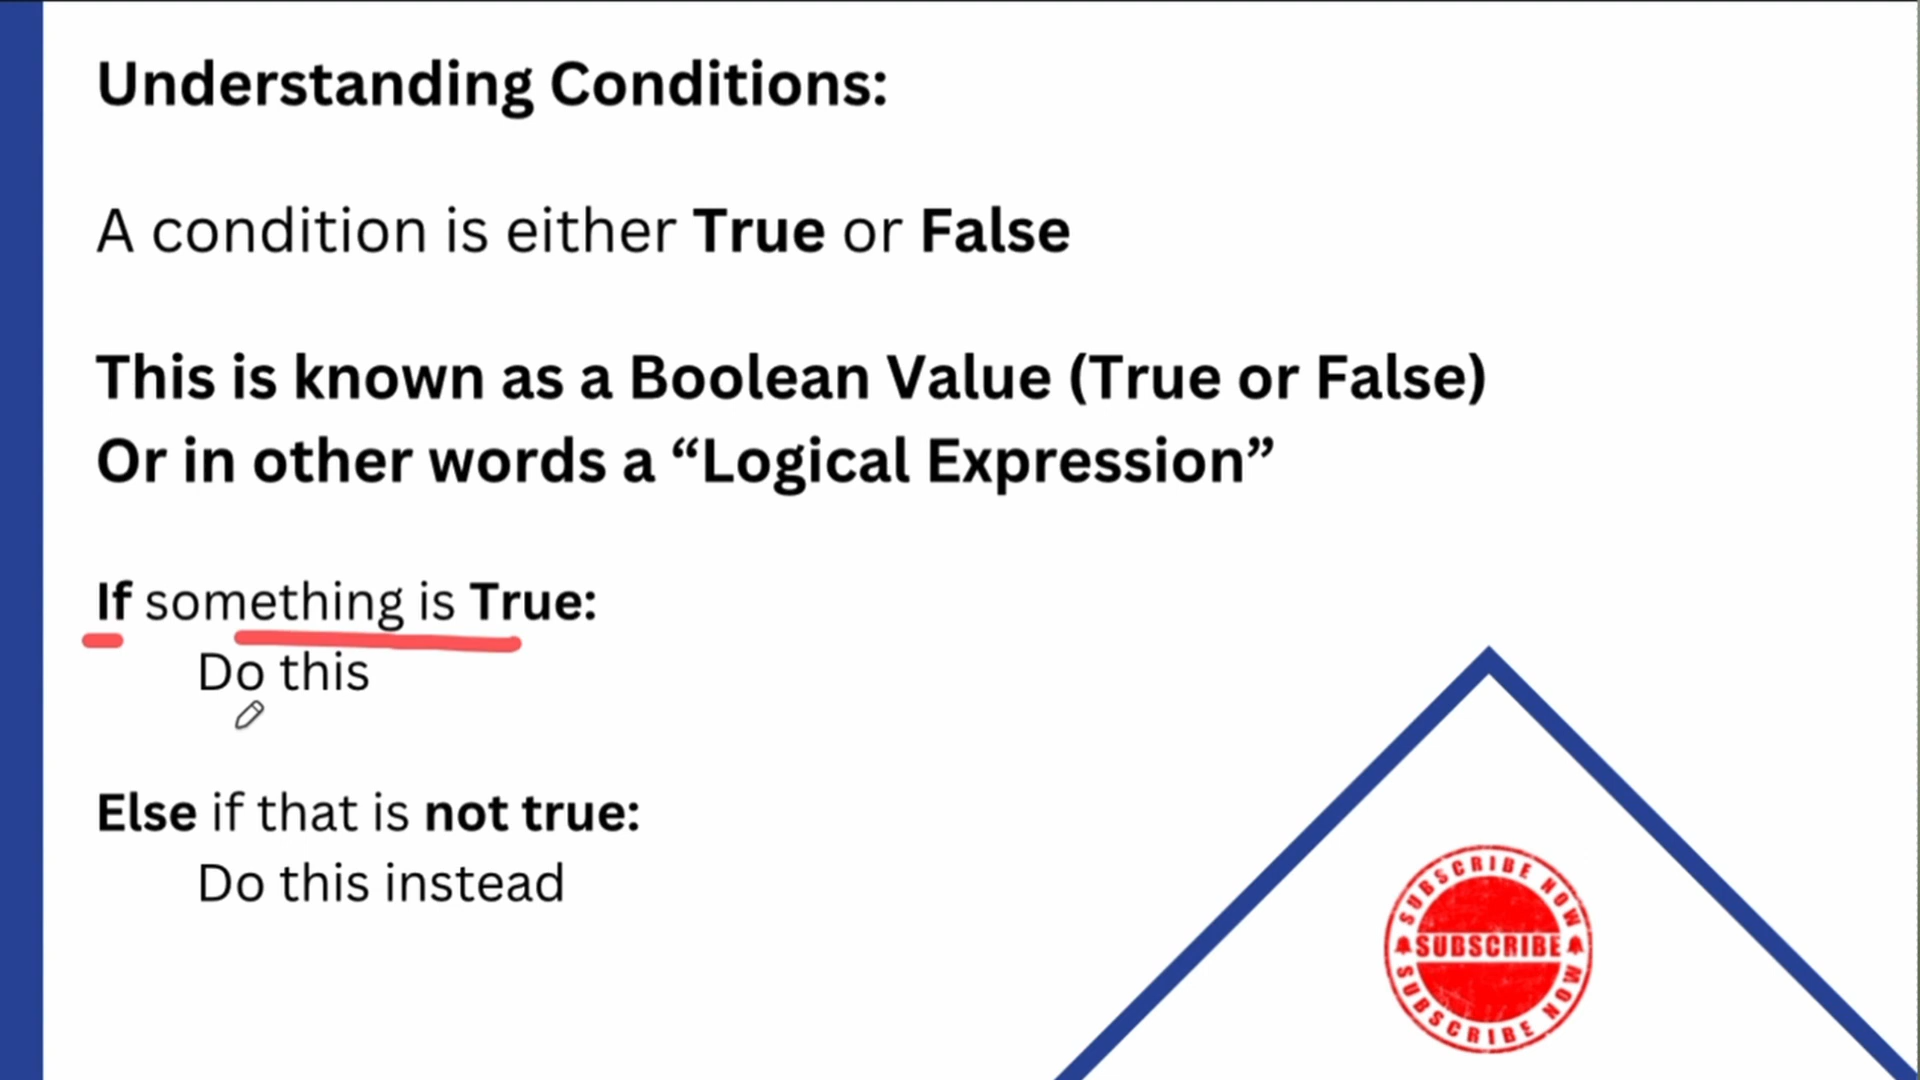 Understanding Conditions:
A condition is either True or False
This is known as a Boolean Value (True or False)
Or in other words a “Logical Expression”
If something is True:
Do this
Else if that is not true:
Do this instead
SUBSCRIBE NOW
SUBSCRIBE
SUBSCRIBE NOW